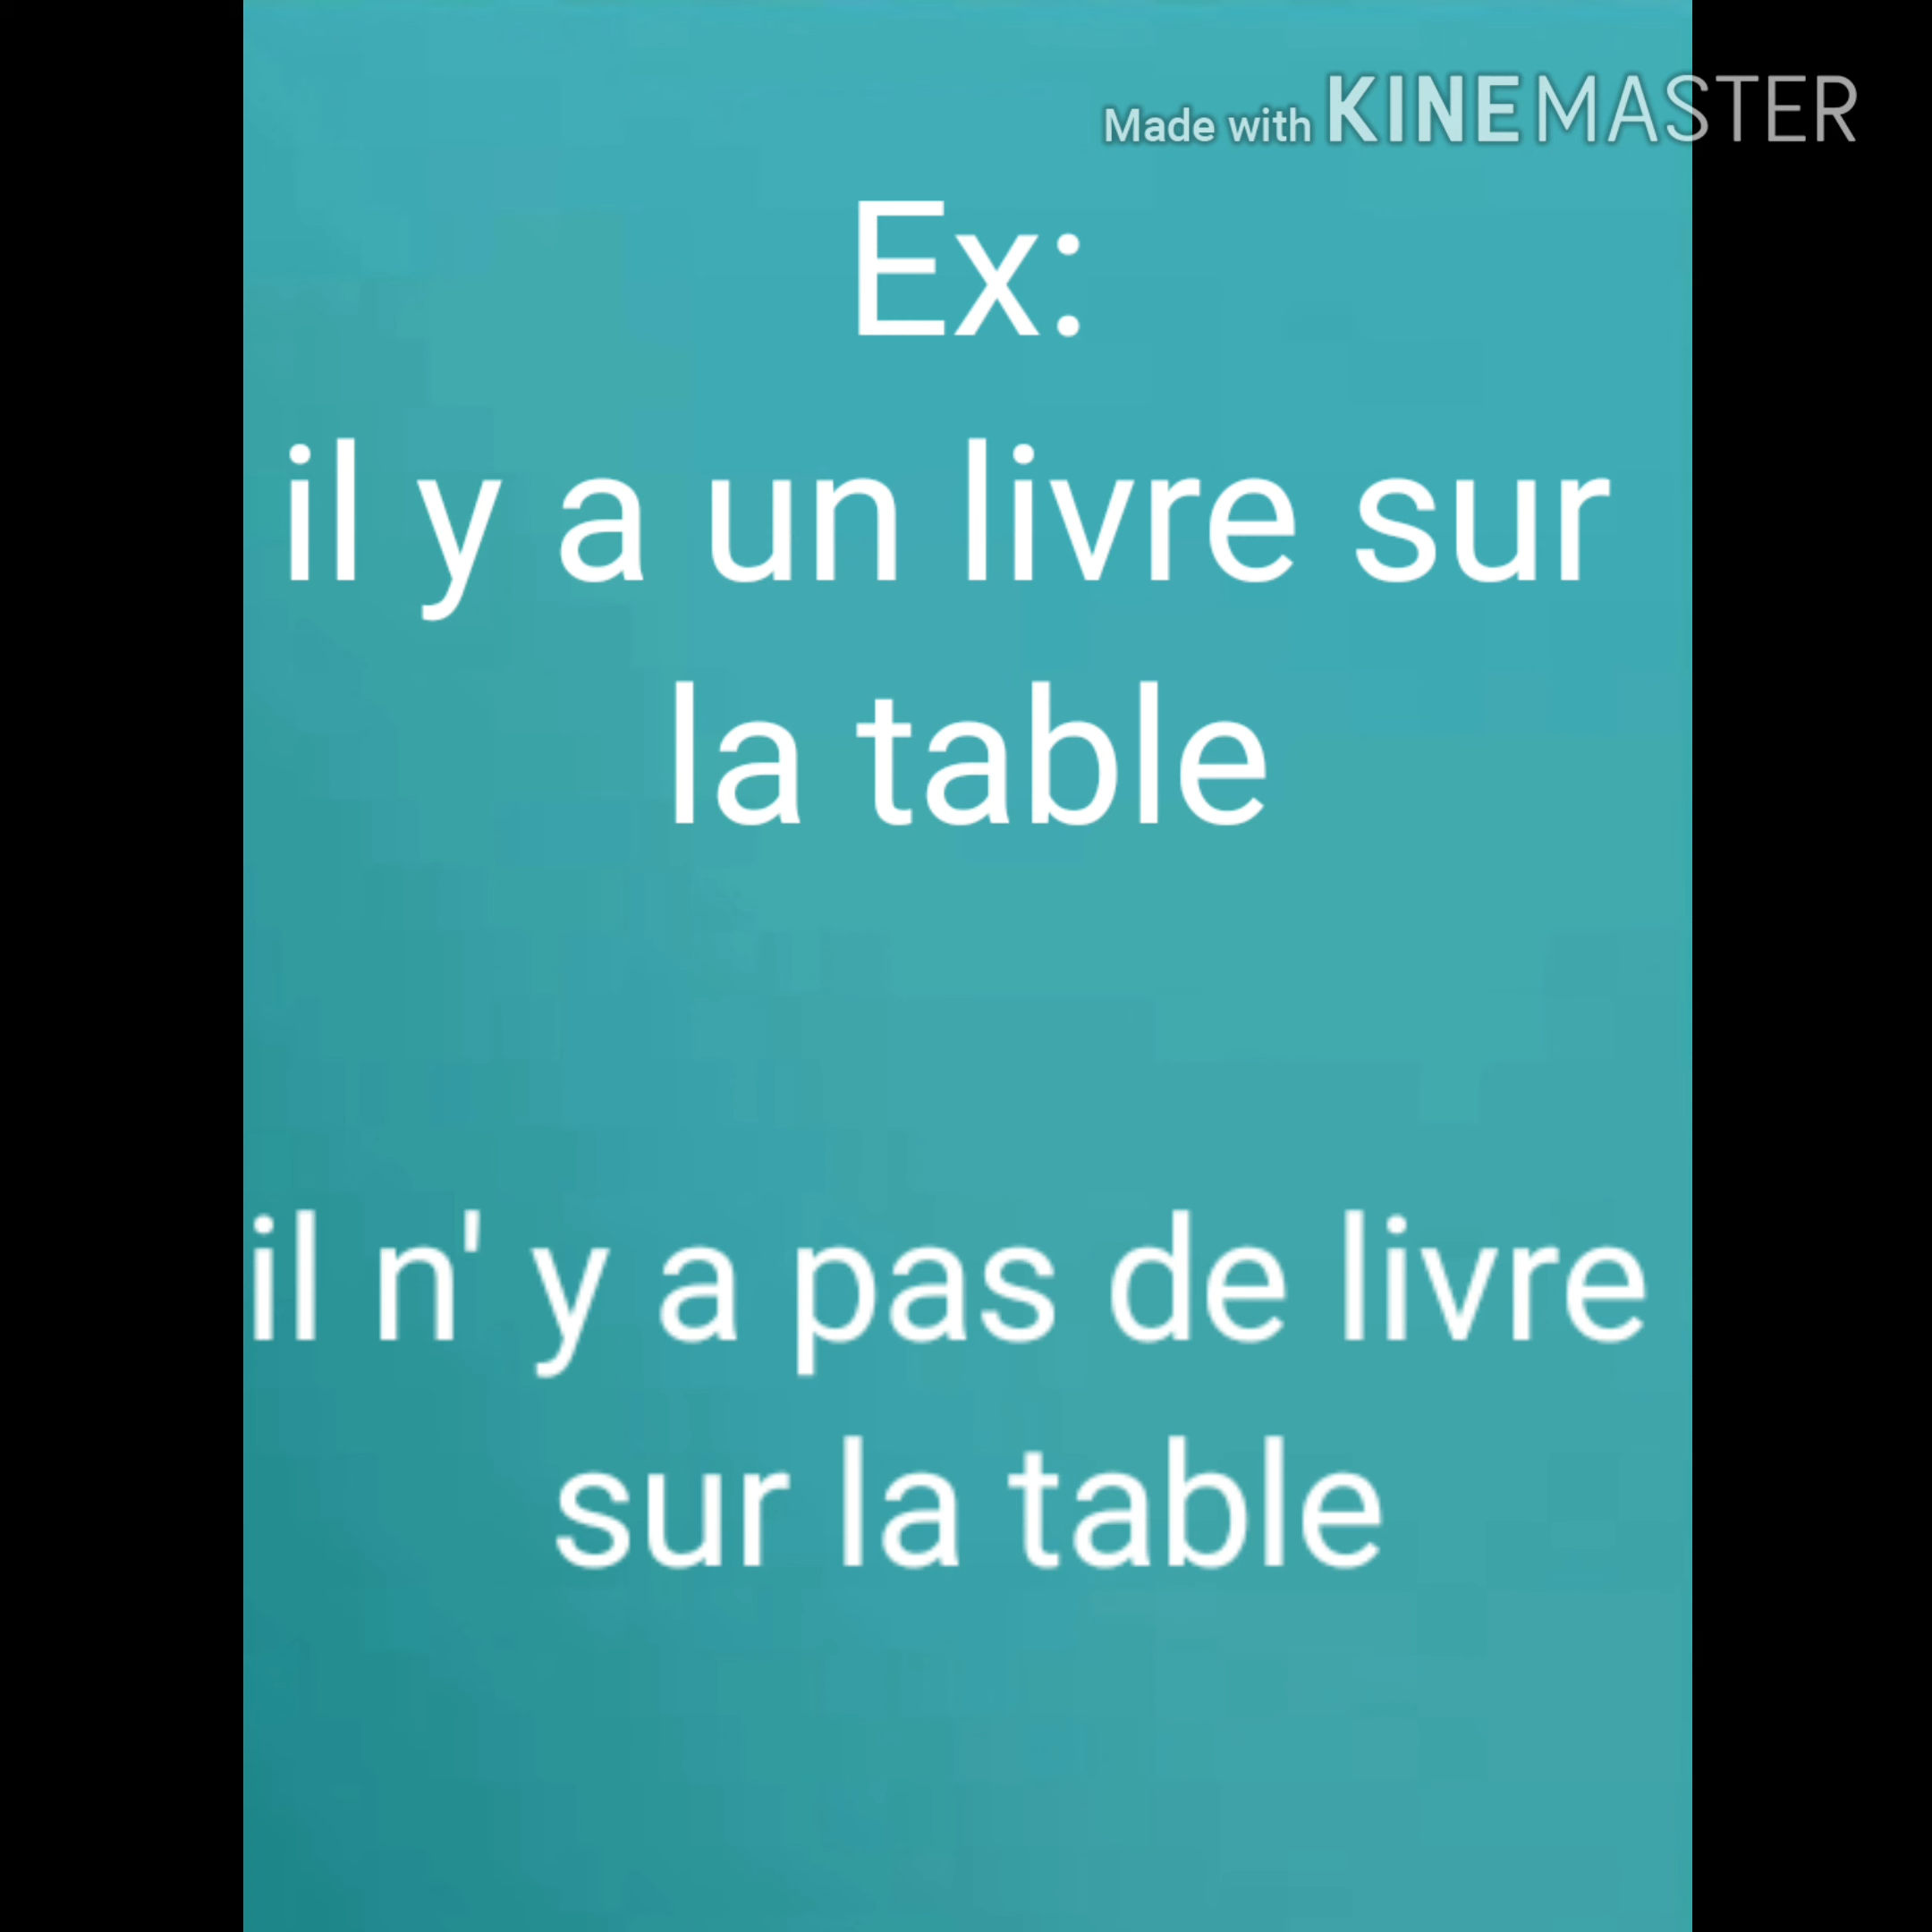 Made with KINEMASTER
Ex:
il y a un livre sur
la table
il n' y a pas de livre
sur la table